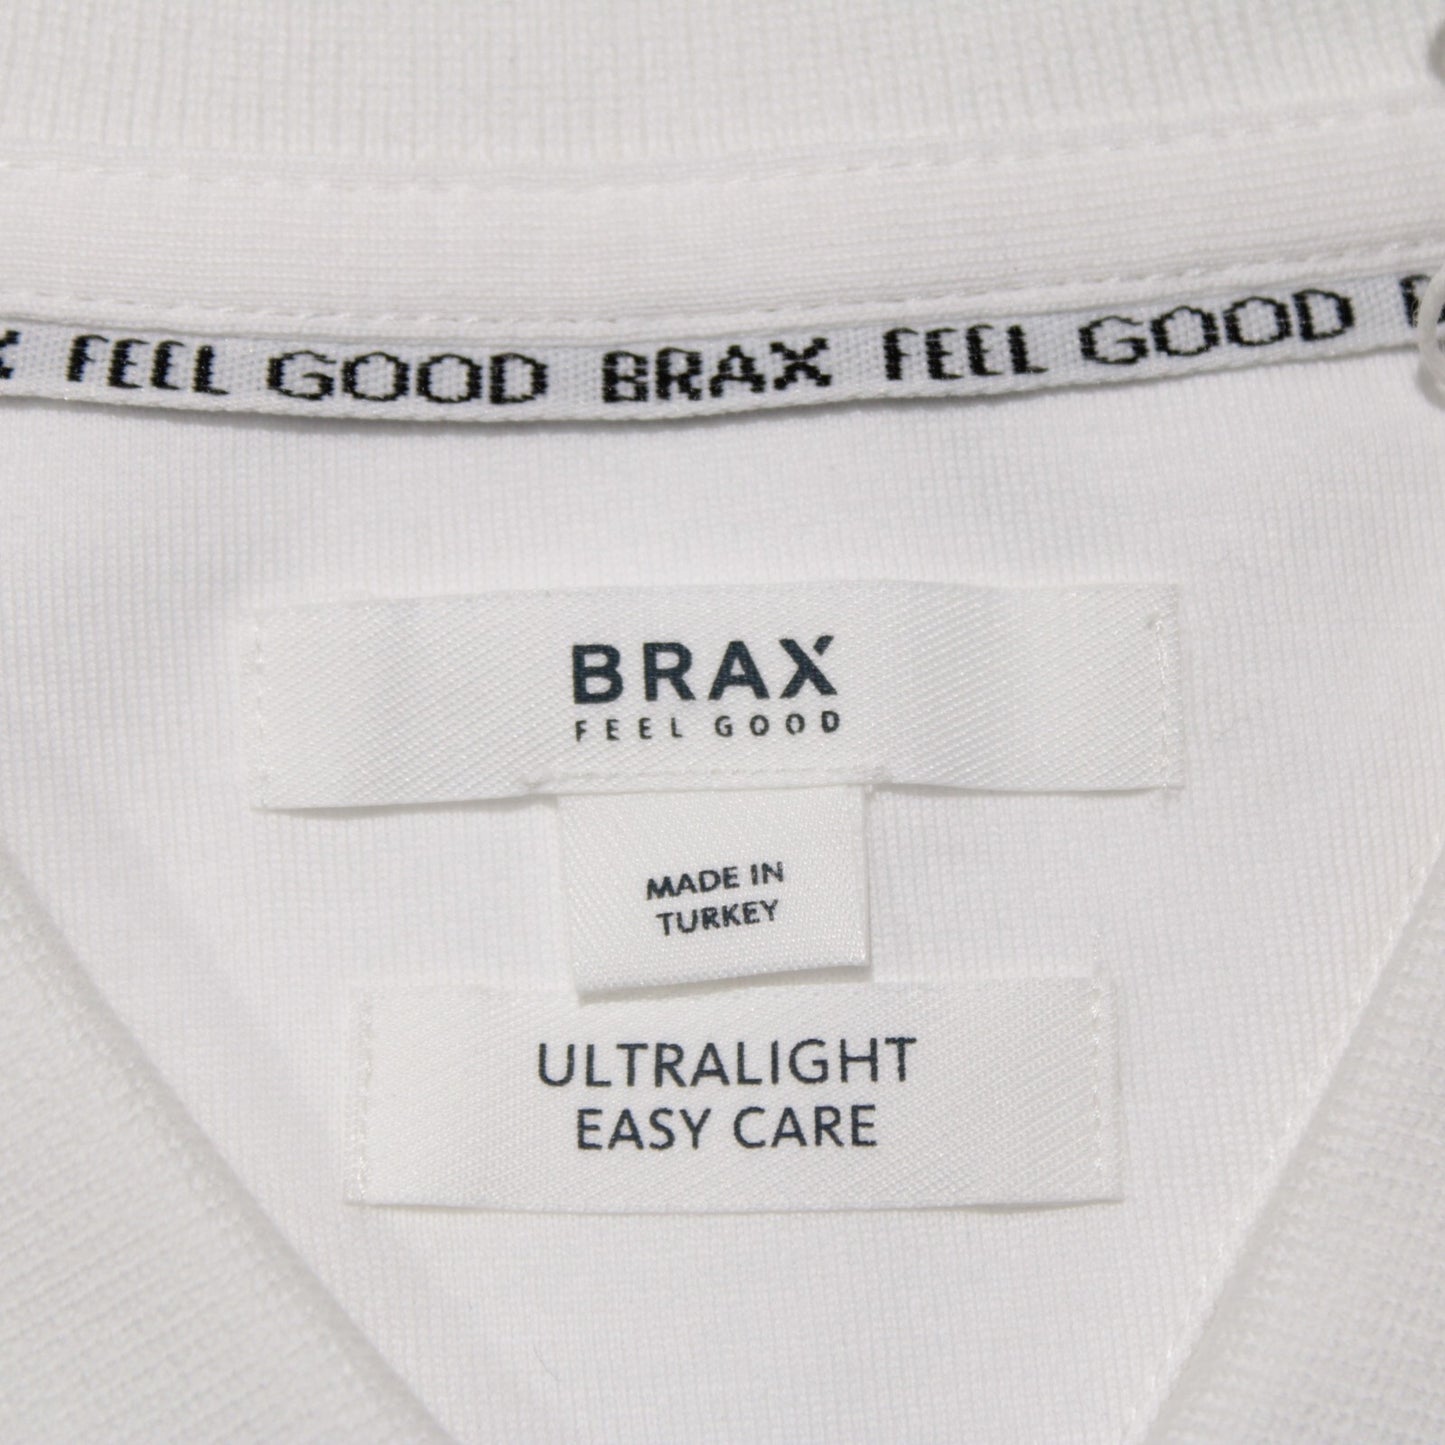 FEEL GOOD BRAX FEEL GOOD
BRAX
FEEL GOOD
MADE IN
TURKEY
ULTRALIGHT
EASY CARE